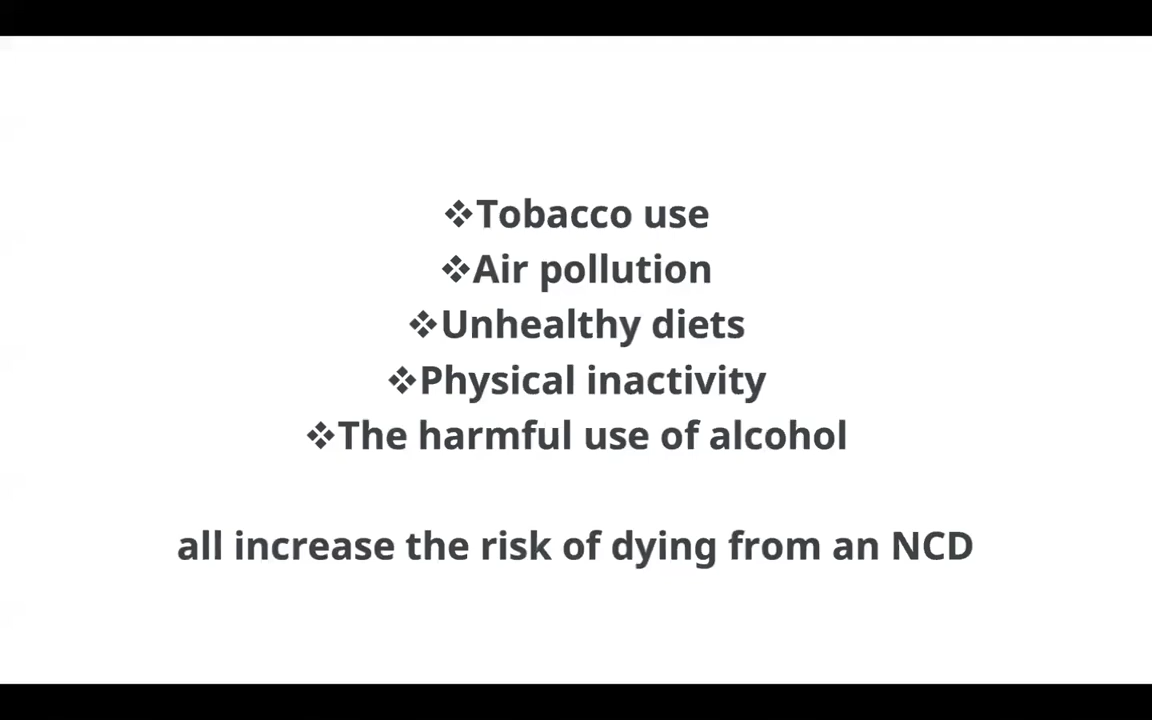 ❖Tobacco use
❖Air pollution
❖Unhealthy diets
❖Physical inactivity
❖The harmful use of alcohol
all increase the risk of dying from an NCD